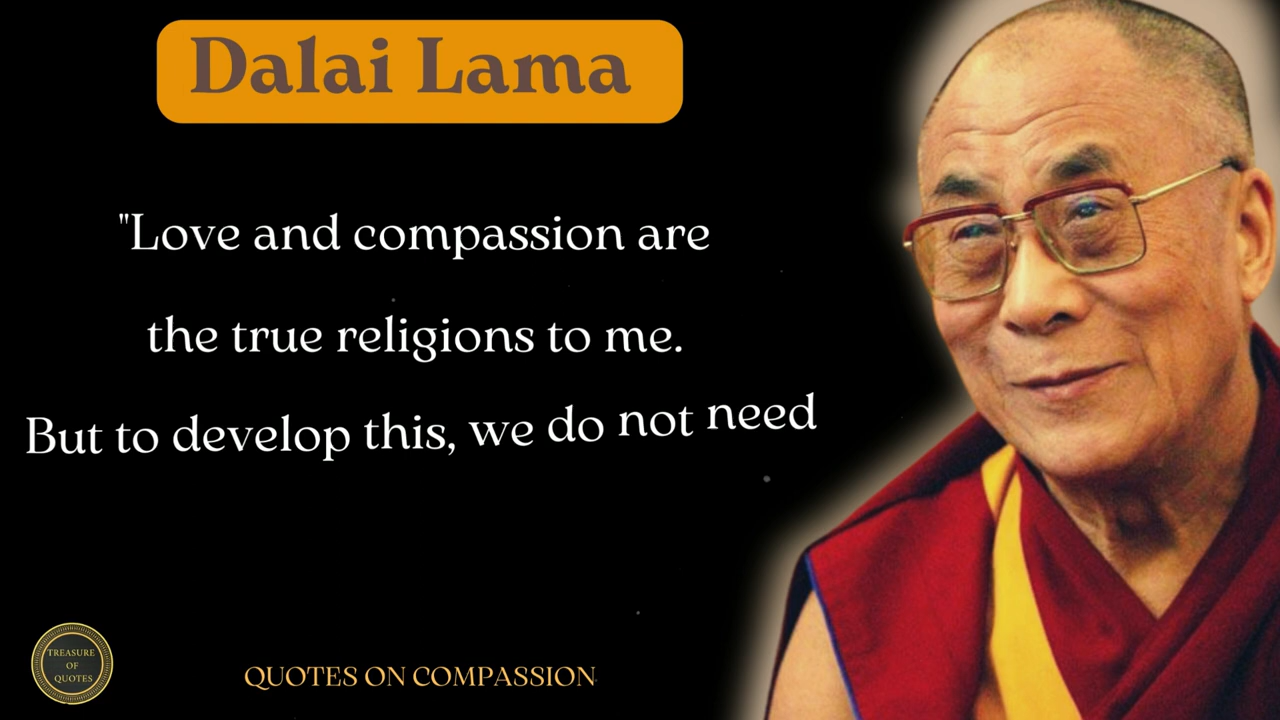 Dalai Lama
"Love and compassion are
the true religions to me.
But to develop this, we do not need
TREASURE
OF
QUOTES
QUOTES ON COMPASSION